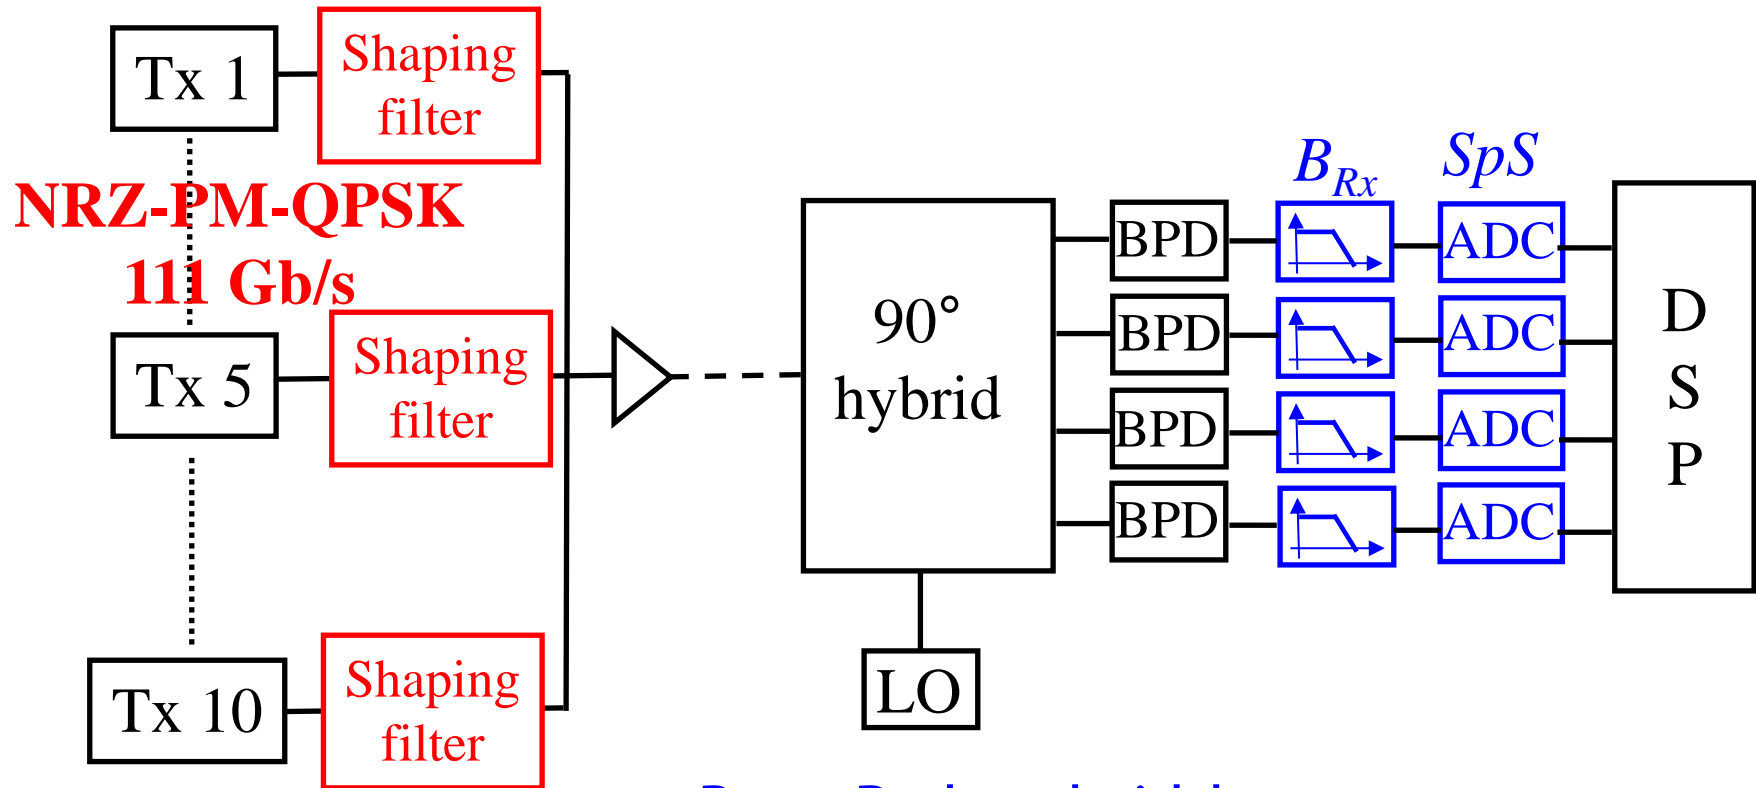 Tx 1
Shaping
filter
NRZ-PM-QPSK
111 Gb/s
Tx 5
Shaping
filter
Tx 10
Shaping
filter
90°
hybrid
LO
B_Rx
SpS
BPD
ADC
BPD
ADC
BPD
ADC
BPD
ADC
D
S
P